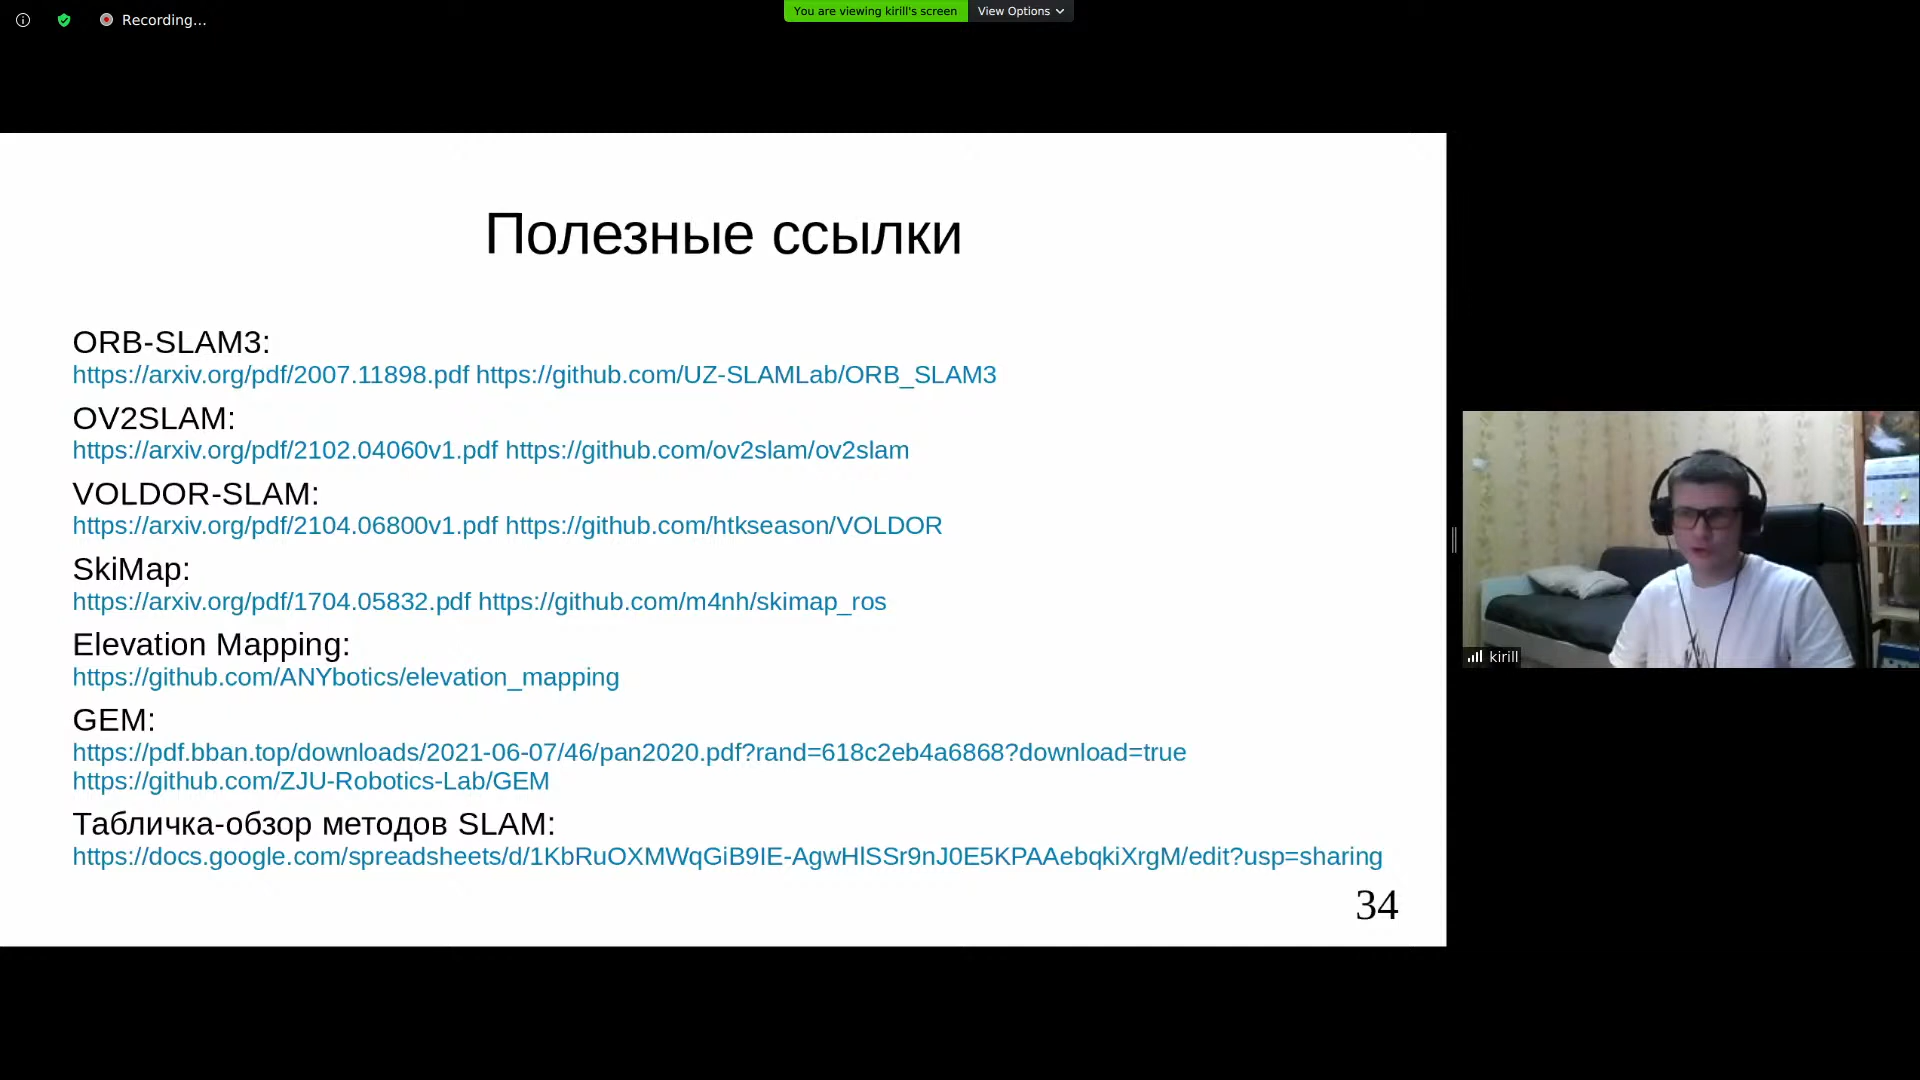 Recording...
You are viewing kirill's screen View Options
Полезные ссылки
ORB-SLAM3:
https://arxiv.org/pdf/2007.11898.pdf https://github.com/UZ-SLAMLab/ORB_SLAM3
OV2SLAM:
https://arxiv.org/pdf/2102.04060v1.pdf https://github.com/ov2slam/ov2slam
VOLDOR-SLAM:
https://arxiv.org/pdf/2104.06800v1.pdf https://github.com/htkseason/VOLDOR
SkiMap:
https://arxiv.org/pdf/1704.05832.pdf https://github.com/m4nh/skimap_ros
Elevation Mapping:
https://github.com/ANYbotics/elevation_mapping
GEM:
https://pdf.bban.top/downloads/2021-06-07/46/pan2020.pdf?rand=618c2eb4a6868?download=true
https://github.com/ZJU-Robotics-Lab/GEM
Табличка-обзор методов SLAM:
https://docs.google.com/spreadsheets/d/1KbRuOXMWqGiB9IE-AgwHlSSr9nJ0E5KPAAebqkiXrgM/edit?usp=sharing
34
kirill